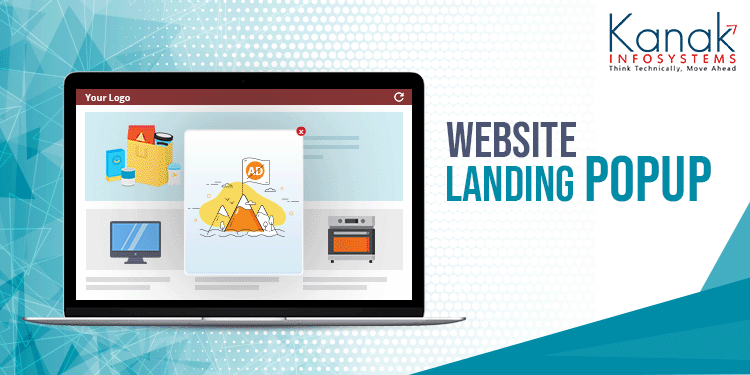 Kanak
INFOSYSTEMS
Think Technically, Move Ahead
Your Logo
x
AD
WEBSITE
LANDING POPUP